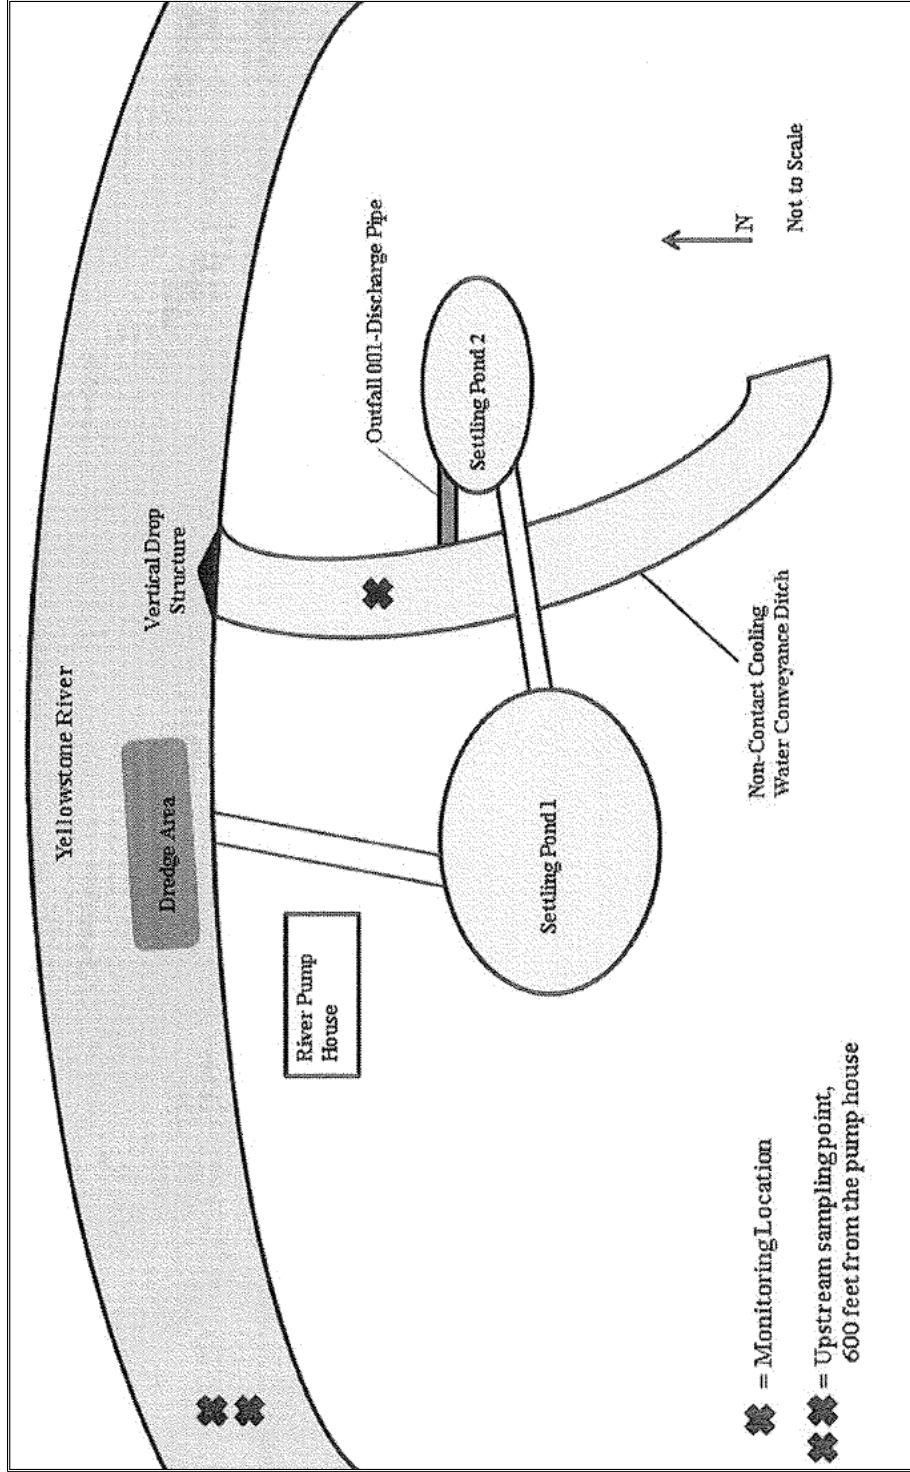 Yellowstone River
Dredge Area
Vertical Drop
Structure
River Pump
House
Outfall 001-Discharge Pipe
Settling Pond 1
Settling Pond 2
Non-Contact Cooling
Water Conveyance Ditch
N
Not to Scale
= Monitoring Location
= Upstream sampling point,
600 feet from the pump house